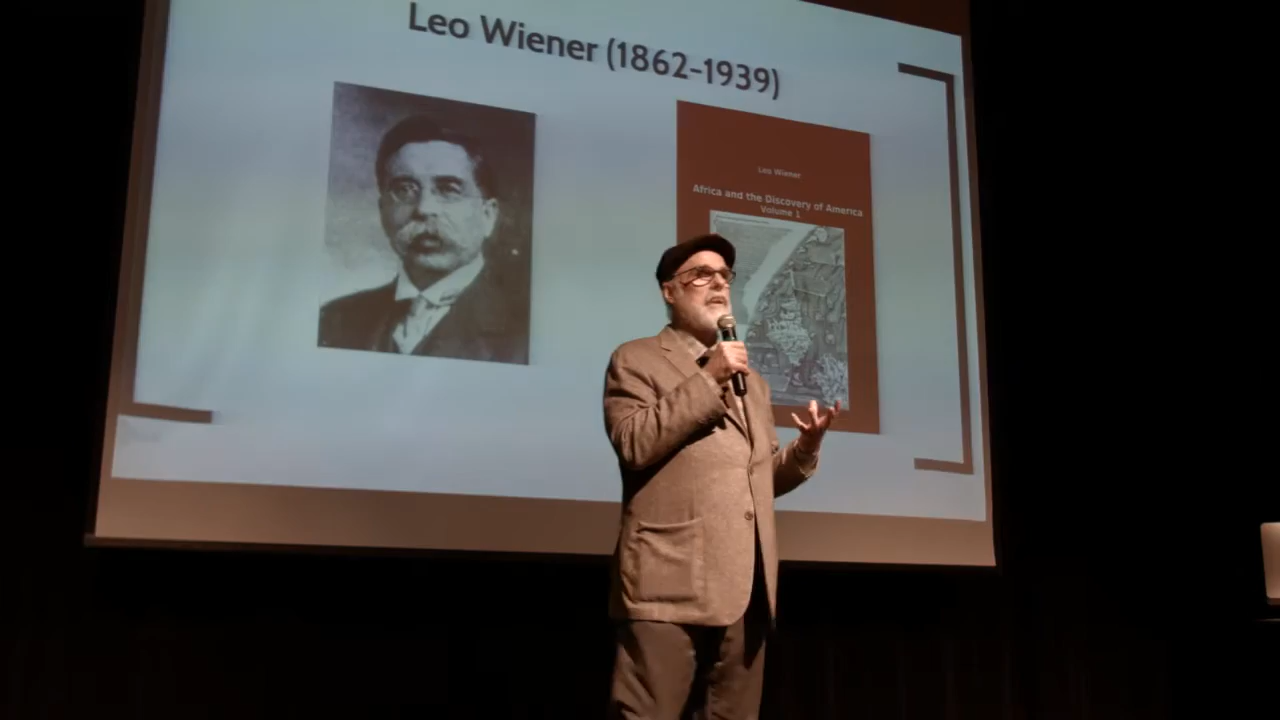 Leo Wiener (1862-1939)
Leo Wiener
Africa and the Discovery of America
Volume 1